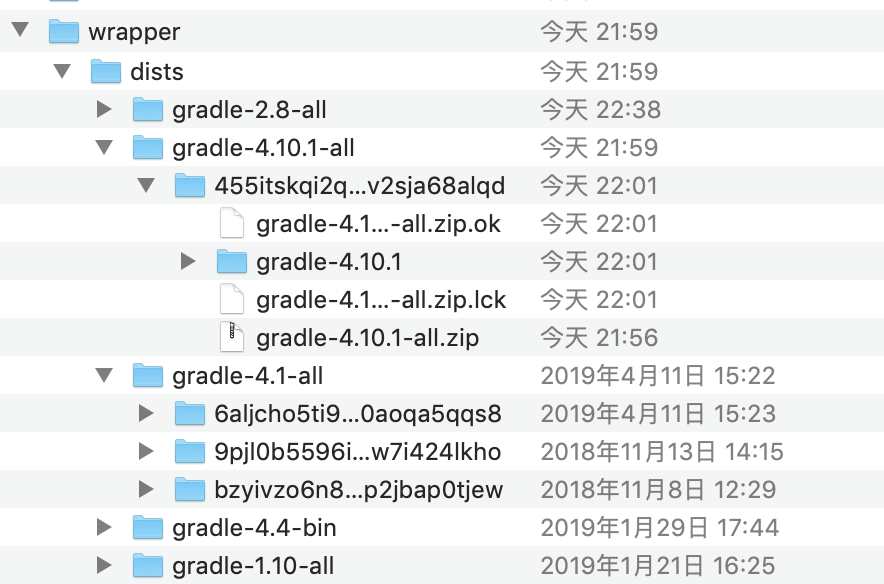 wrapper 今天 21:59
dists 今天 21:59
gradle-2.8-all 今天 22:38
gradle-4.10.1-all 今天 21:59
455itskqi2q...v2sja68alqd 今天 22:01
gradle-4.1...-all.zip.ok 今天 22:01
gradle-4.10.1 今天 22:01
gradle-4.1...-all.zip.lck 今天 22:01
gradle-4.10.1-all.zip 今天 21:56
gradle-4.1-all 2019年4月11日 15:22
6aljcho5ti9...0aoqa5qqs8 2019年4月11日 15:23
9pjl0b5596i...w7i424lkho 2018年11月13日 14:15
bzyivzo6n8...p2jbap0tjew 2018年11月8日 12:29
gradle-4.4-bin 2019年1月29日 17:44
gradle-1.10-all 2019年1月21日 16:25